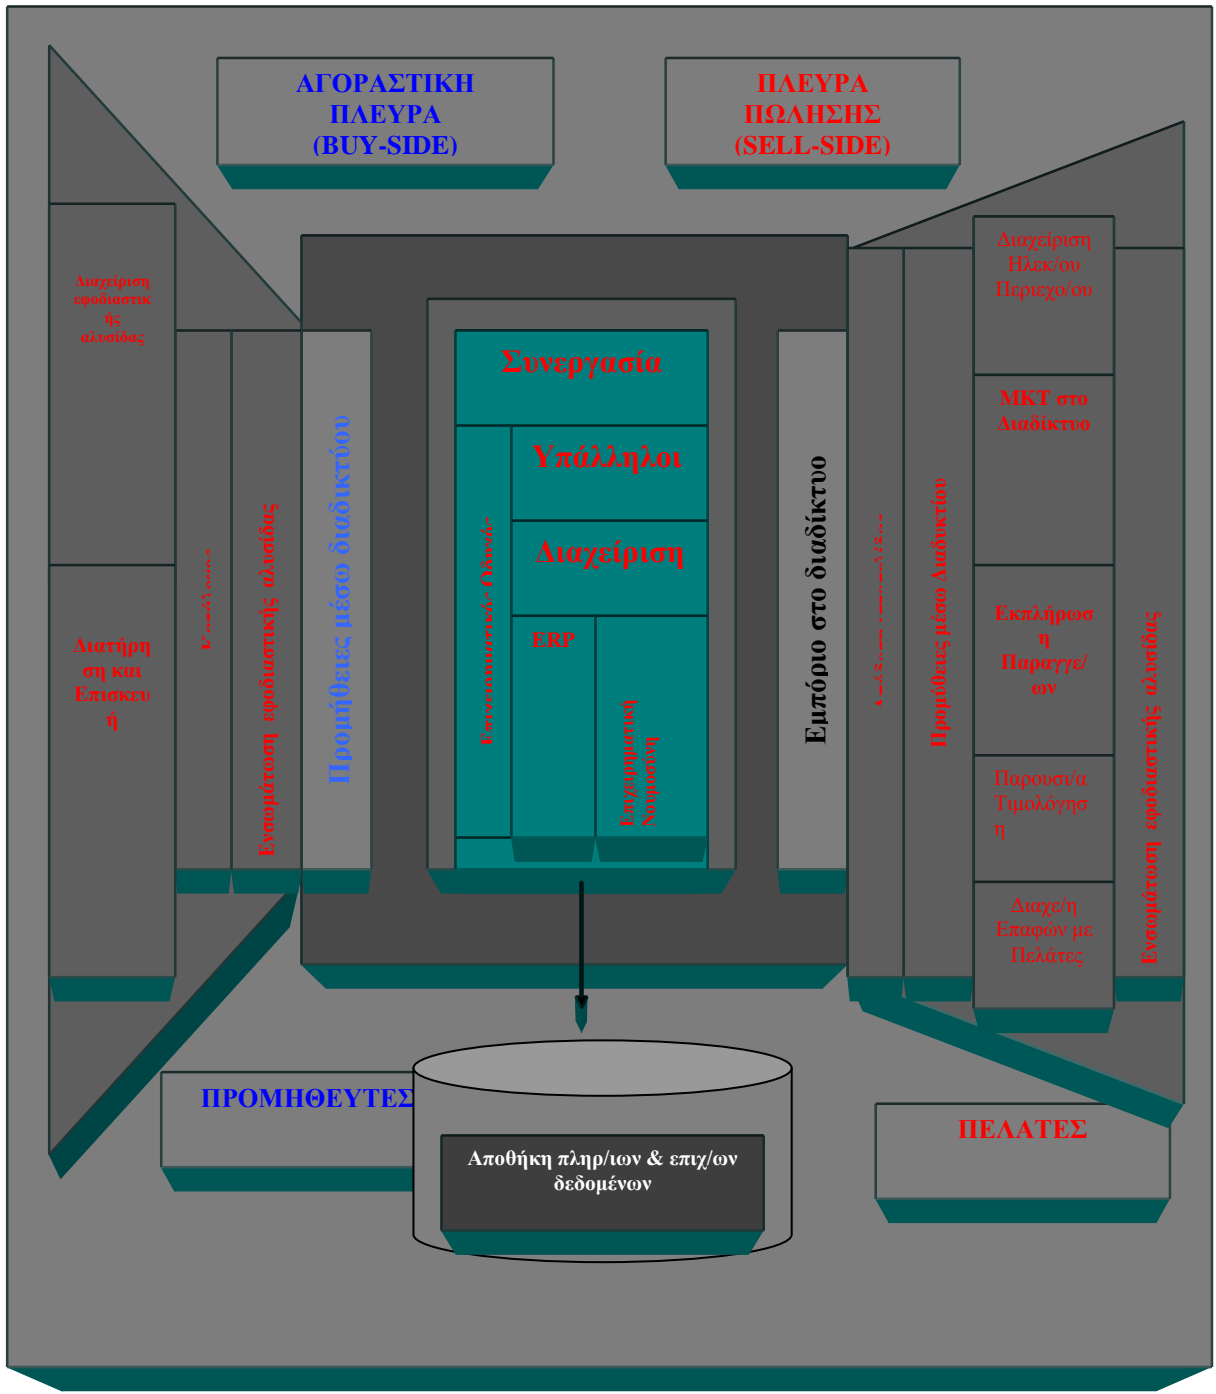 ΑΓΟΡΑΣΤΙΚΗ
ΠΛΕΥΡΑ
(BUY-SIDE)
ΠΛΕΥΡΑ
ΠΩΛΗΣΗΣ
(SELL-SIDE)
Διαχείριση
εφοδιαστικ
ής
αλυσίδας
Διατήρη
ση και
Επισκευ
ή
Ενσωμάτωση εφοδιαστικής αλυσίδας
Προμήθειες μέσω διαδικτύου
Συνεργασία
Υπάλληλοι
Διαχείριση
ERP
Επιχειρηματική
Νουμοσύνη
Εμπόριο στο διαδίκτυο
Προμύθειες μέσω Διαδυκτίου
Διαχείριση
Ηλεκ/ου
Περιεχο/ου
ΜΚΤ στο
Διαδίκτυο
Εκπλήρωσ
η
Παραγγε/
ων
Παρουσι/α
Τιμολόγησ
η
Διαχε/η
Επαφών με
Πελάτες
Ενσωμάτωση εφοδιαστικής αλυσίδας
ΠΡΟΜΗΘΕΥΤΕΣ
Αποθήκη πληρ/ιων & επιχ/ων
δεδομένων
ΠΕΛΑΤΕΣ